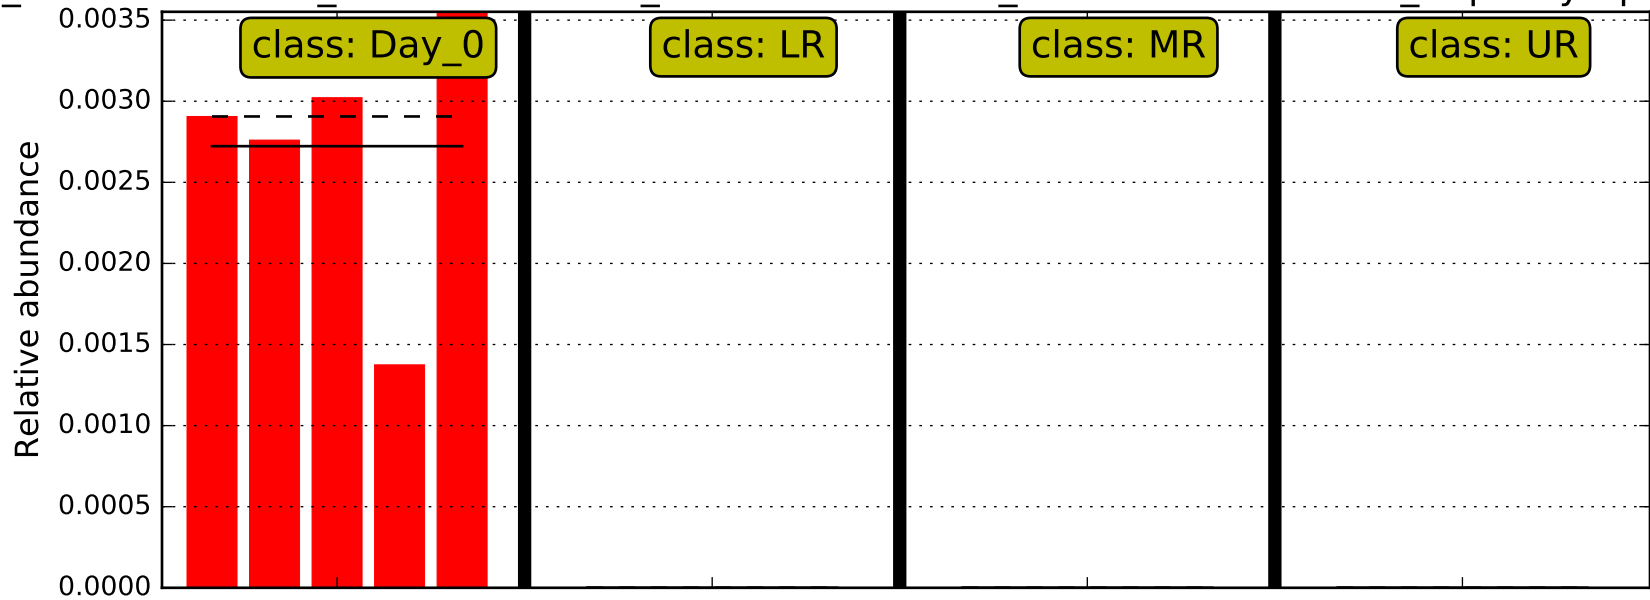 0.0035
class: Day_0
class: LR
class: MR
class: UR
0.0030
0.0025
0.0020
0.0015
0.0010
0.0005
0.0000
Relative abundance